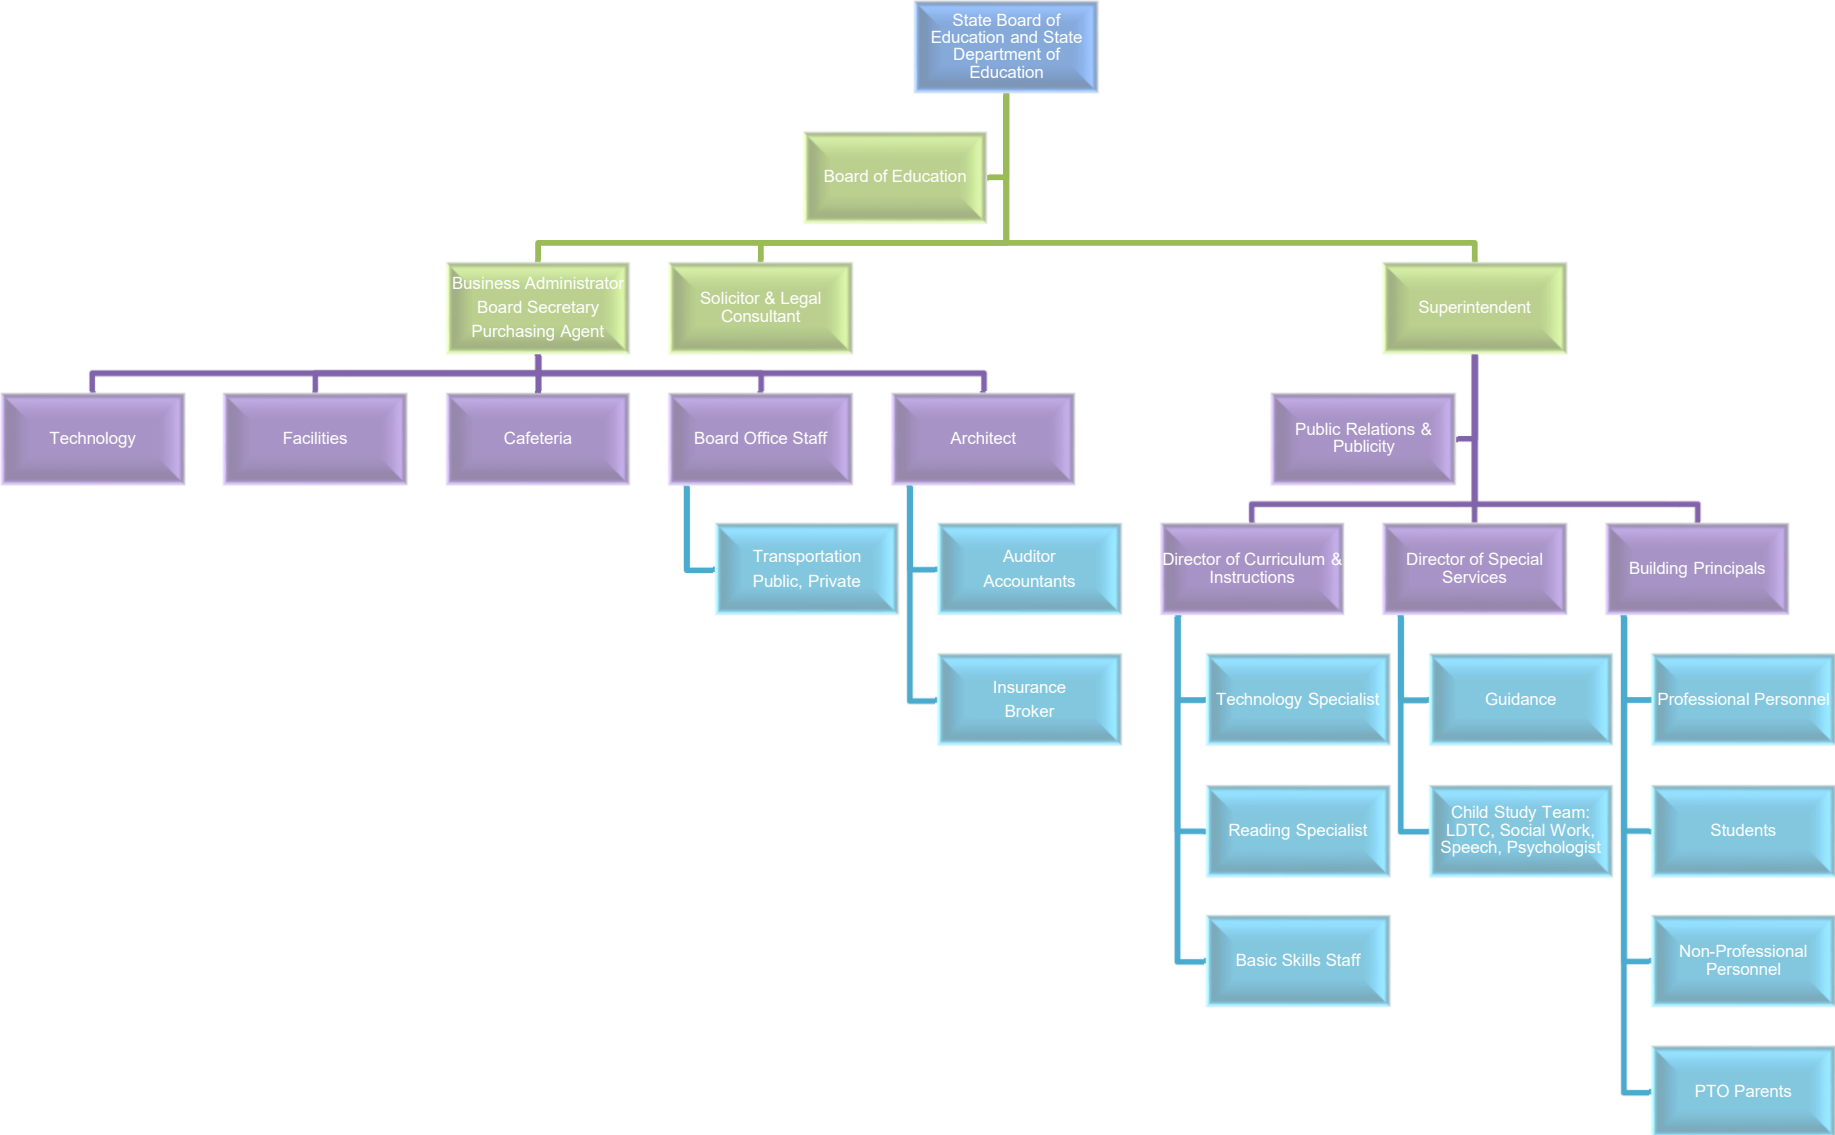 State Board of
Education and State
Department of
Education
Board of Education
Business Administrator
Board Secretary
Purchasing Agent
Solicitor & Legal
Consultant
Superintendent
Technology
Facilities
Cafeteria
Board Office Staff
Architect
Public Relations &
Publicity
Transportation
Public, Private
Auditor
Accountants
Director of Curriculum &
Instructions
Director of Special
Services
Building Principals
Insurance
Broker
Technology Specialist
Guidance
Professional Personnel
Reading Specialist
Child Study Team:
LDTC, Social Work,
Speech, Psychologist
Students
Basic Skills Staff
Non-Professional
Personnel
PTO Parents